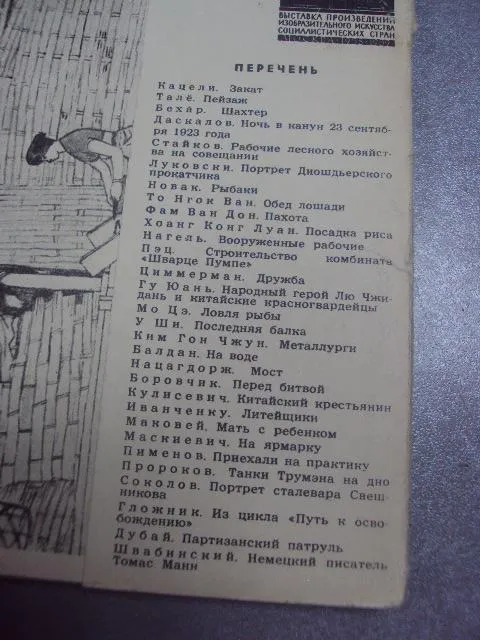 ВЫСТАВКА ПРОИЗВЕДЕНИЙ
ИЗОБРАЗИТЕЛЬНОГО ИСКУССТВА
СОЦИАЛИСТИЧЕСКИХ СТРАН
МОСКВА 1958-1959
ПЕРЕЧЕНЬ
Кацели. Закат
Талё. Пейзаж
Бехар. Шахтер
Даскалов. Ночь в канун 23 сентяб-
ря 1923 года
Стайков. Рабочие лесного хозяйст-
ва на совещании
Луковски. Портрет Диошдьерского
прокатчика
Новак. Рыбаки
То Нгок Ван. Обед лошади
Фам Ван Дон. Пахота
Хоанг Конг Луан. Посадка риса
Нагель. Вооруженные рабочие
Пэц. Строительство комбината
«Шварце Пумпе»
Циммерман. Дружба
Гу Юань. Народный герой Лю Чжи-
дань и китайские красногвардейцы
Мо Цэ. Ловля рыбы
У Ши. Последняя балка
Ким Гон Чжун. Металлурги
Балдан. На воде
Нацагдорж. Мост
Боровчик. Перед битвой
Кулисевич. Китайский крестьянин
Иванченку. Литейщики
Маковей. Мать с ребенком
Маскиевич. На ярмарку
Пименов. Приехали на практику
Пророков. Танки Трумэна на дно
Соколов. Портрет сталевара Свеш-
никова
Гложник. Из цикла «Путь к осво-
бождению»
Дубай. Партизанский патруль
Швабинский. Немецкий писатель
Томас Манн